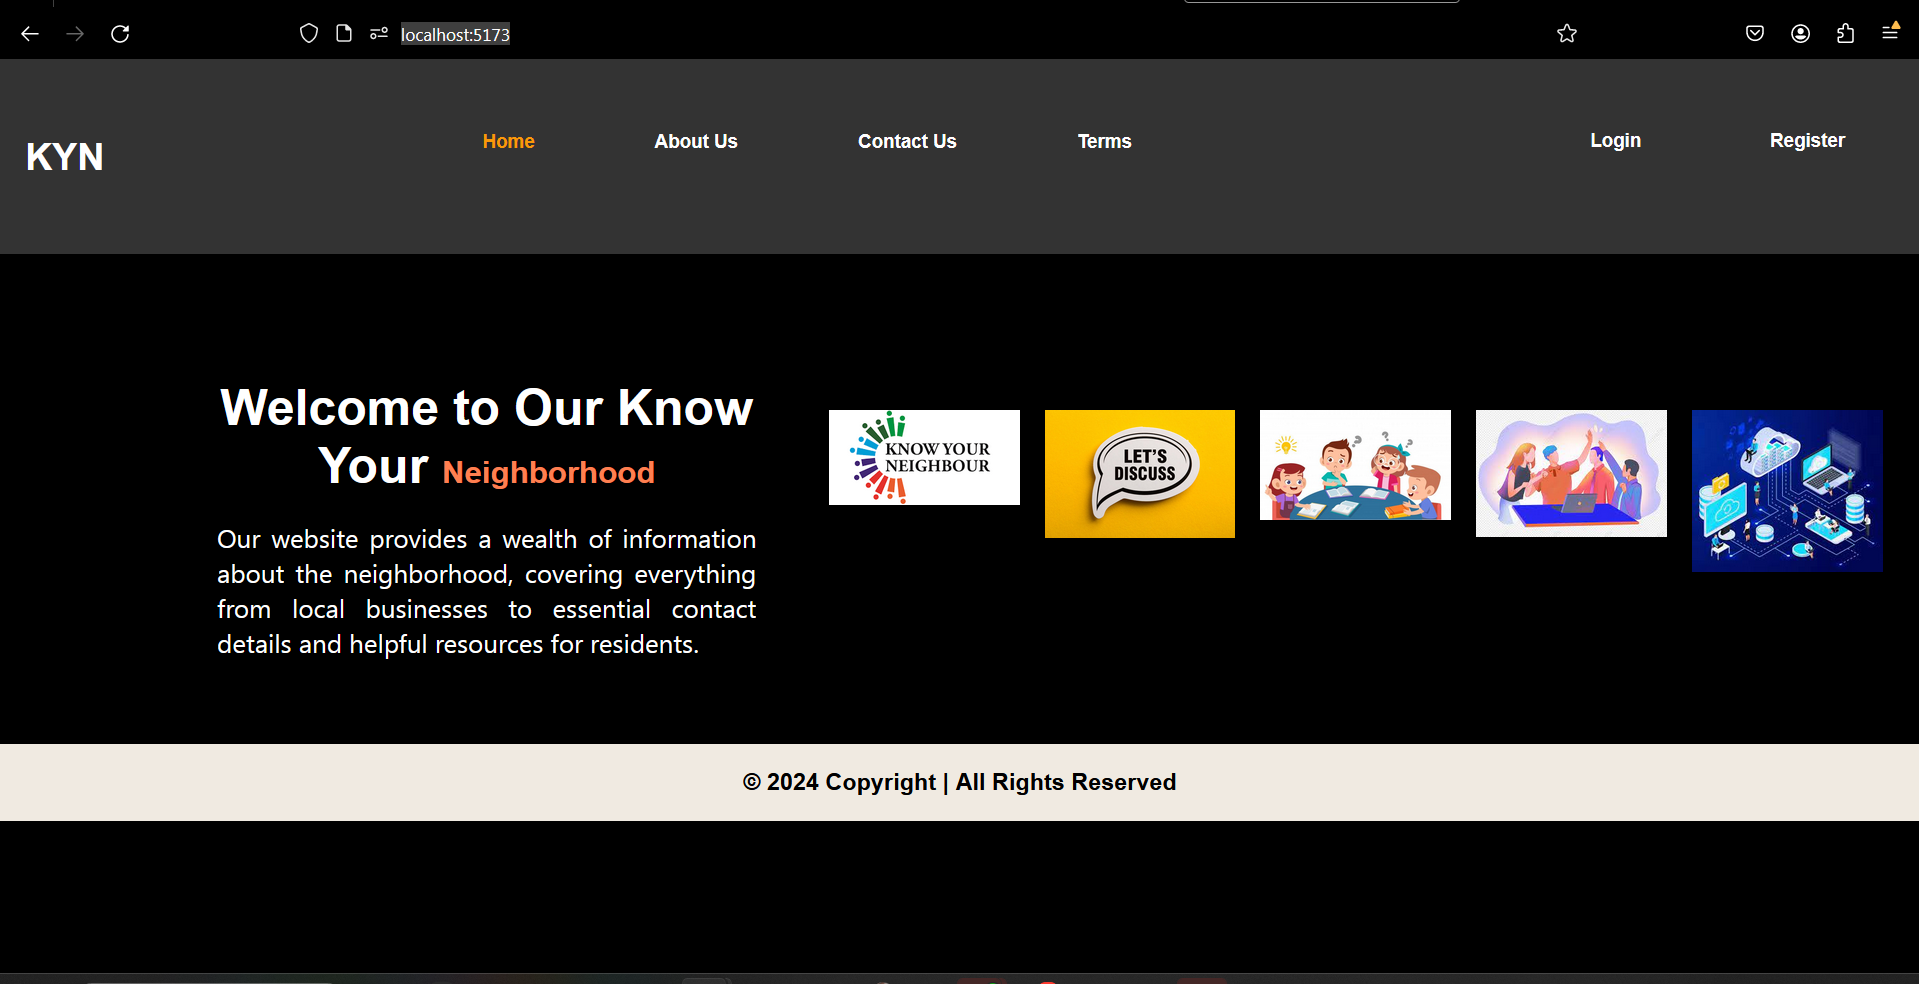 localhost:5173
KYN
Home
About Us
Contact Us
Terms
Login
Register
Welcome to Our Know
Your Neighborhood
Our website provides a wealth of information
about the neighborhood, covering everything
from local businesses to essential contact
details and helpful resources for residents.
KNOW YOUR
NEIGHBOUR
LET'S
DISCUSS
© 2024 Copyright | All Rights Reserved